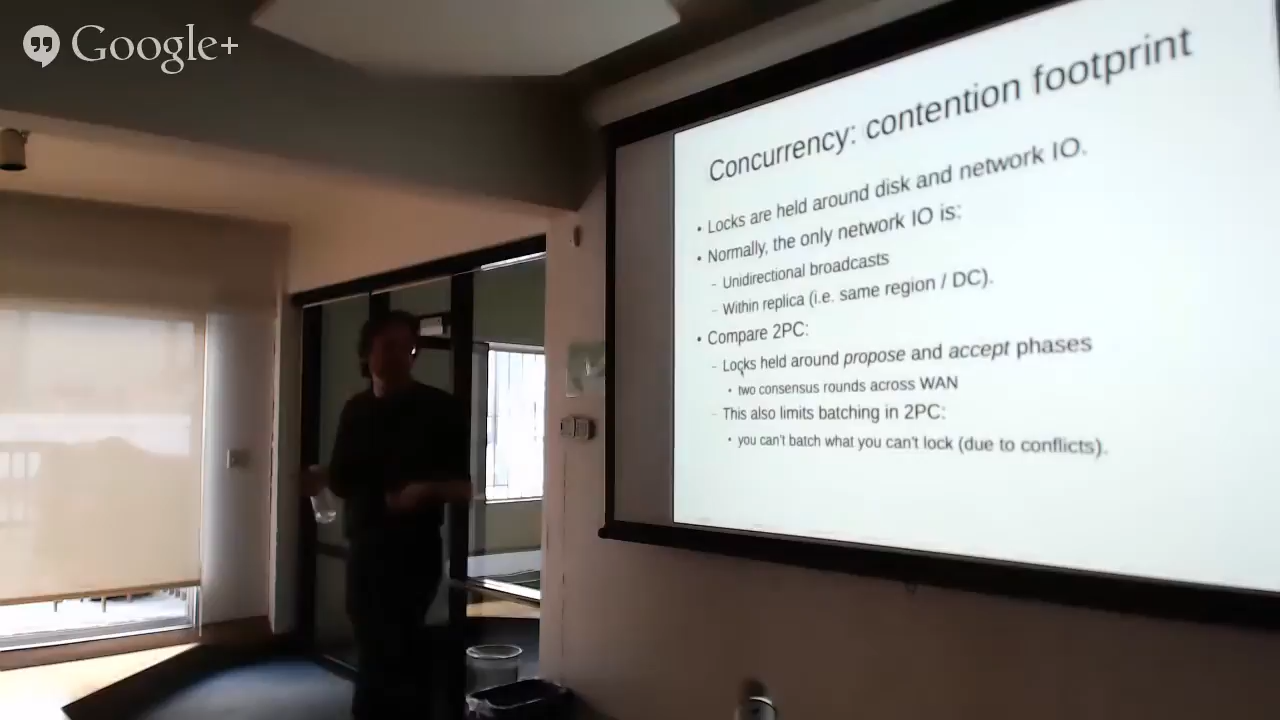 Google+
Concurrency: contention footprint
• Locks are held around disk and network IO.
• Normally, the only network IO is:
– Unidirectional broadcasts
– Within replica (i.e. same region / DC).
• Compare 2PC:
– Locks held around propose and accept phases
• two consensus rounds across WAN
– This also limits batching in 2PC:
• you can't batch what you can't lock (due to conflicts).